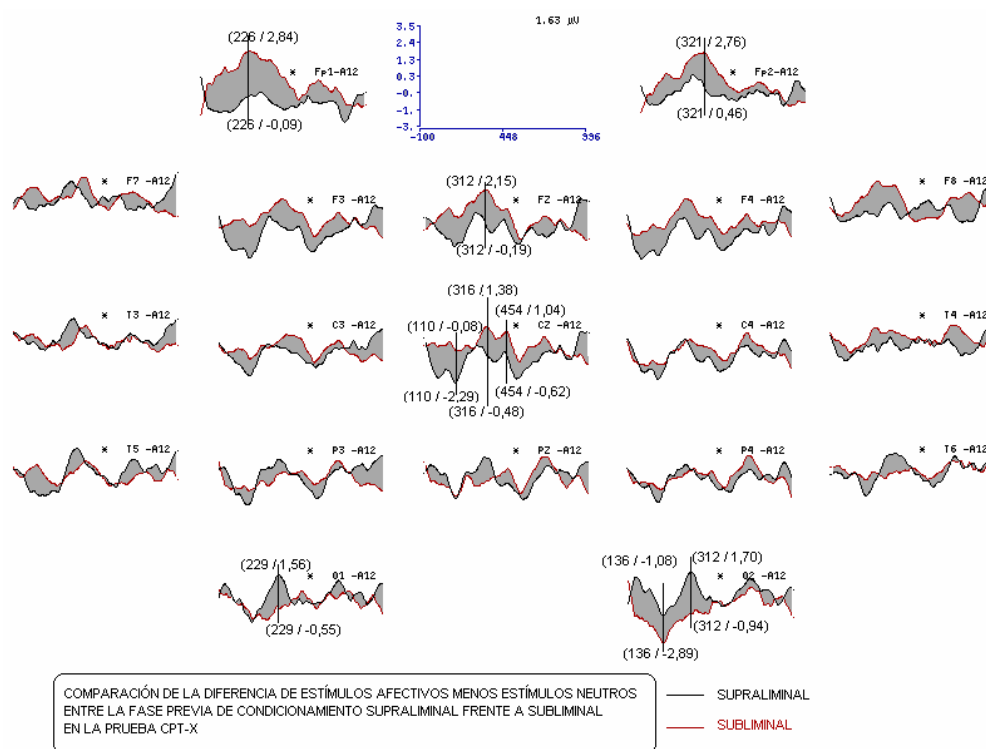 1.63 µV
3.5
2.4
1.3
0.3
-0.
-1.
-3.
-100 448 996
(226 / 2,84)
* Fp1-A12
(226 / -0,09)
(321 / 2,76)
* Fp2-A12
(321 / 0,46)
* F7 -A12
* F3 -A12
(312 / 2,15)
* FZ -A12
(312 / -0,19)
* F4 -A12
* F8 -A12
* T3 -A12
* C3 -A12
(316 / 1,38)
(454 / 1,04)
(110 / -0,08)
* CZ -A12
(110 / -2,29)
(454 / -0,62)
(316 / -0,48)
* C4 -A12
* T4 -A12
* T5 -A12
* P3 -A12
* PZ -A12
* P4 -A12
* T6 -A12
(229 / 1,56)
* O1 -A12
(229 / -0,55)
(136 / -1,08)
(312 / 1,70)
* O2 -A12
(312 / -0,94)
(136 / -2,89)
COMPARACIÓN DE LA DIFERENCIA DE ESTÍMULOS AFECTIVOS MENOS ESTÍMULOS NEUTROS
ENTRE LA FASE PREVIA DE CONDICIONAMIENTO SUPRALIMINAL FRENTE A SUBLIMINAL
EN LA PRUEBA CPT-X
SUPRALIMINAL
SUBLIMINAL